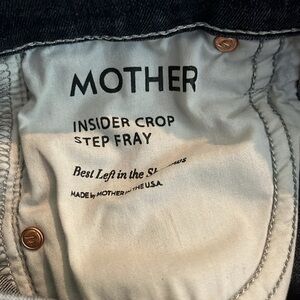 MOTHER
INSIDER CROP
STEP FRAY
Best Left in the
MADE by MOTHER in the U.S.A.